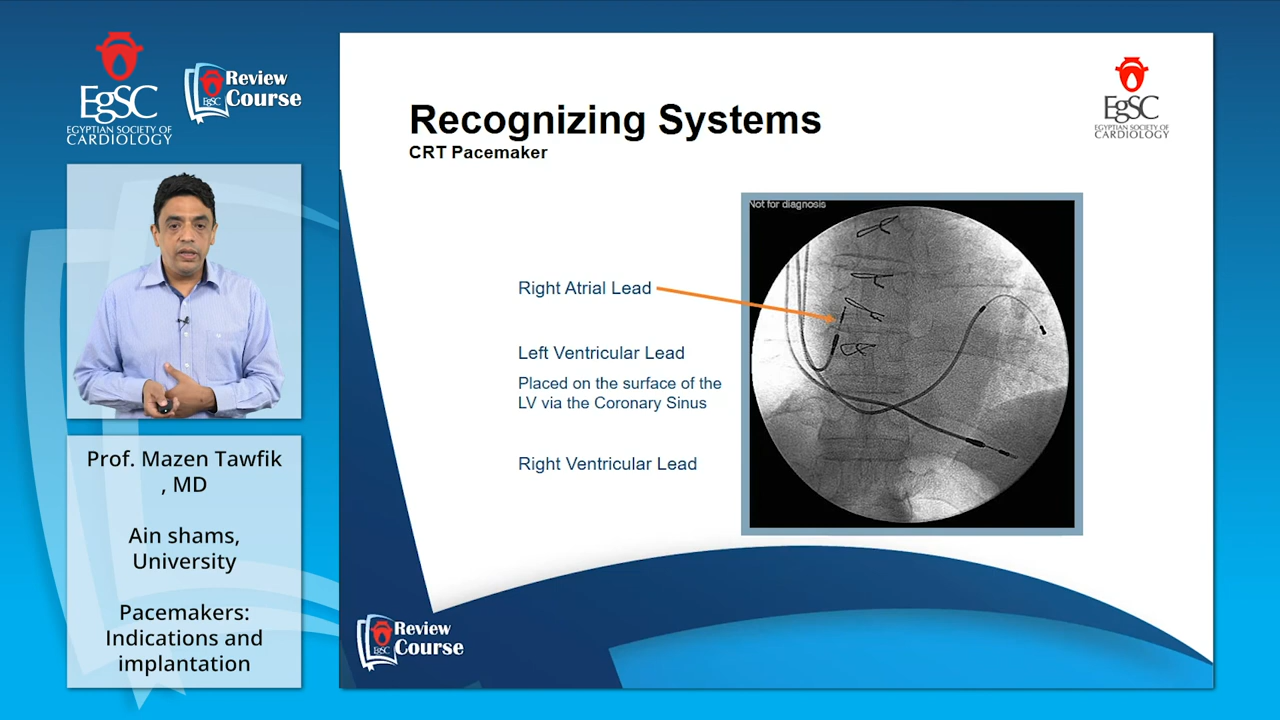 EgSC
EGYPTIAN SOCIETY OF
CARDIOLOGY
Review
Course
EgSC
Prof. Mazen Tawfik
, MD
Ain shams,
University
Pacemakers:
Indications and
implantation
Recognizing Systems
CRT Pacemaker
EgSC
EGYPTIAN SOCIETY OF
CARDIOLOGY
Not for diagnosis
Right Atrial Lead
Left Ventricular Lead
Placed on the surface of the
LV via the Coronary Sinus
Right Ventricular Lead
Review
Course
EgSC